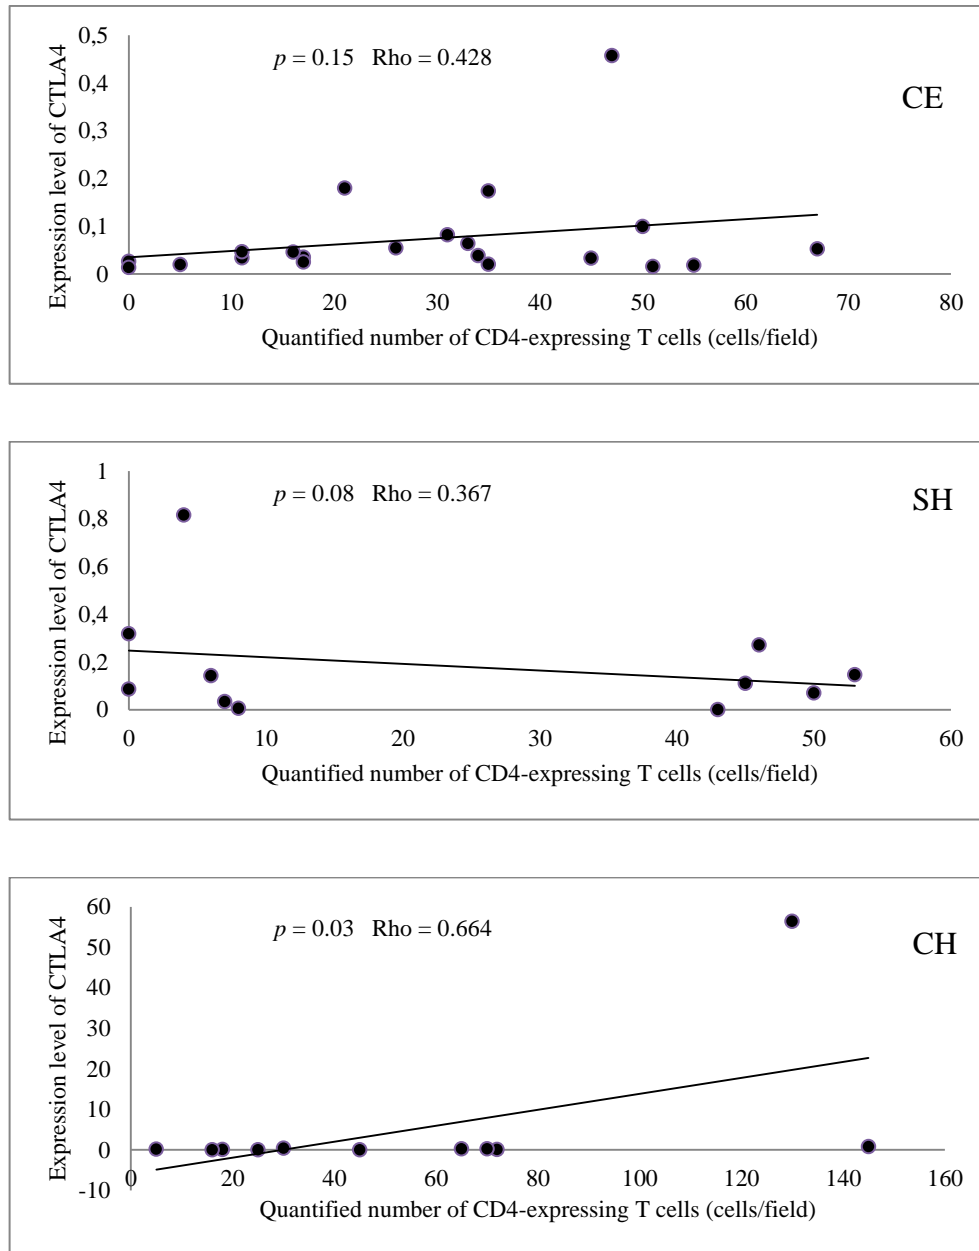 0,5
p = 0.15 Rho = 0.428
0,4
CE
0,3
0,2
0,1
0
0 10 20 30 40 50 60 70 80
Expression level of CTLA4
Quantified number of CD4-expressing T cells (cells/field)
1
p = 0.08 Rho = 0.367
SH
0,8
0,6
0,4
0,2
0
0 10 20 30 40 50 60
Expression level of CTLA4
Quantified number of CD4-expressing T cells (cells/field)
60
p = 0.03 Rho = 0.664
CH
50
40
30
20
10
0
-10
0 20 40 60 80 100 120 140 160
Expression level of CTLA4
Quantified number of CD4-expressing T cells (cells/field)